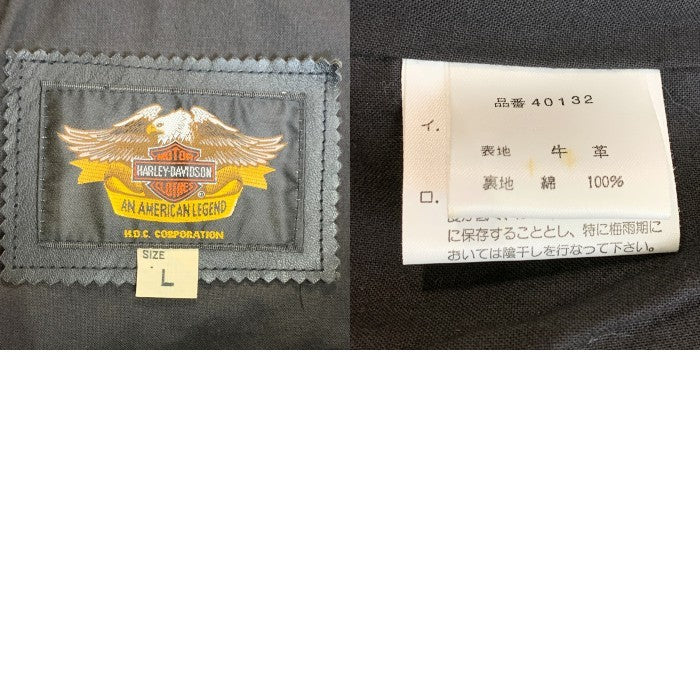 MOTOR
HARLEY-DAVIDSON
CLOTHES
©
AN AMERICAN LEGEND
H.D.C. CORPORATION
SIZE
L
品番 40132
イ.
表地 牛 革
裏地 綿 100%
ロ.
に保存することとし、特に梅雨期に
おいては陰干しを行なって下さい。